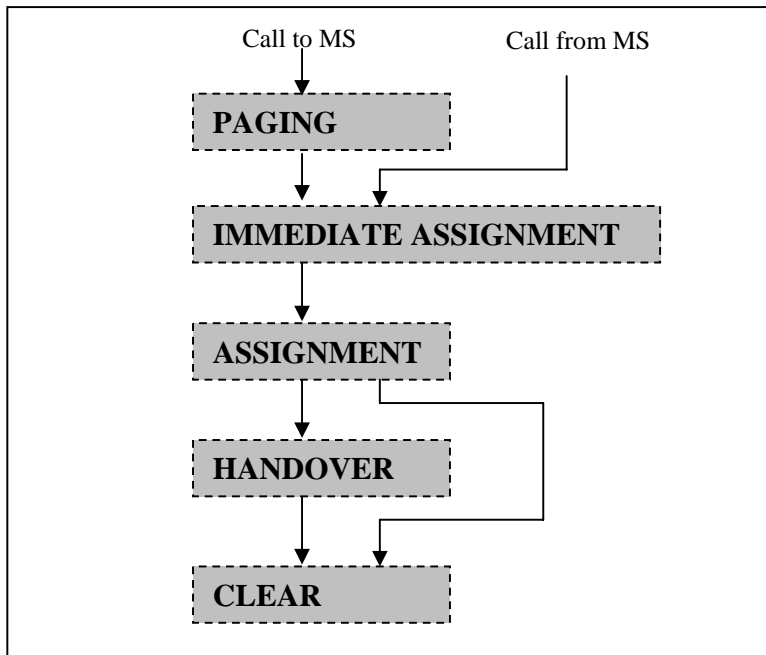 Call to MS
Call from MS
PAGING
IMMEDIATE ASSIGNMENT
ASSIGNMENT
HANDOVER
CLEAR